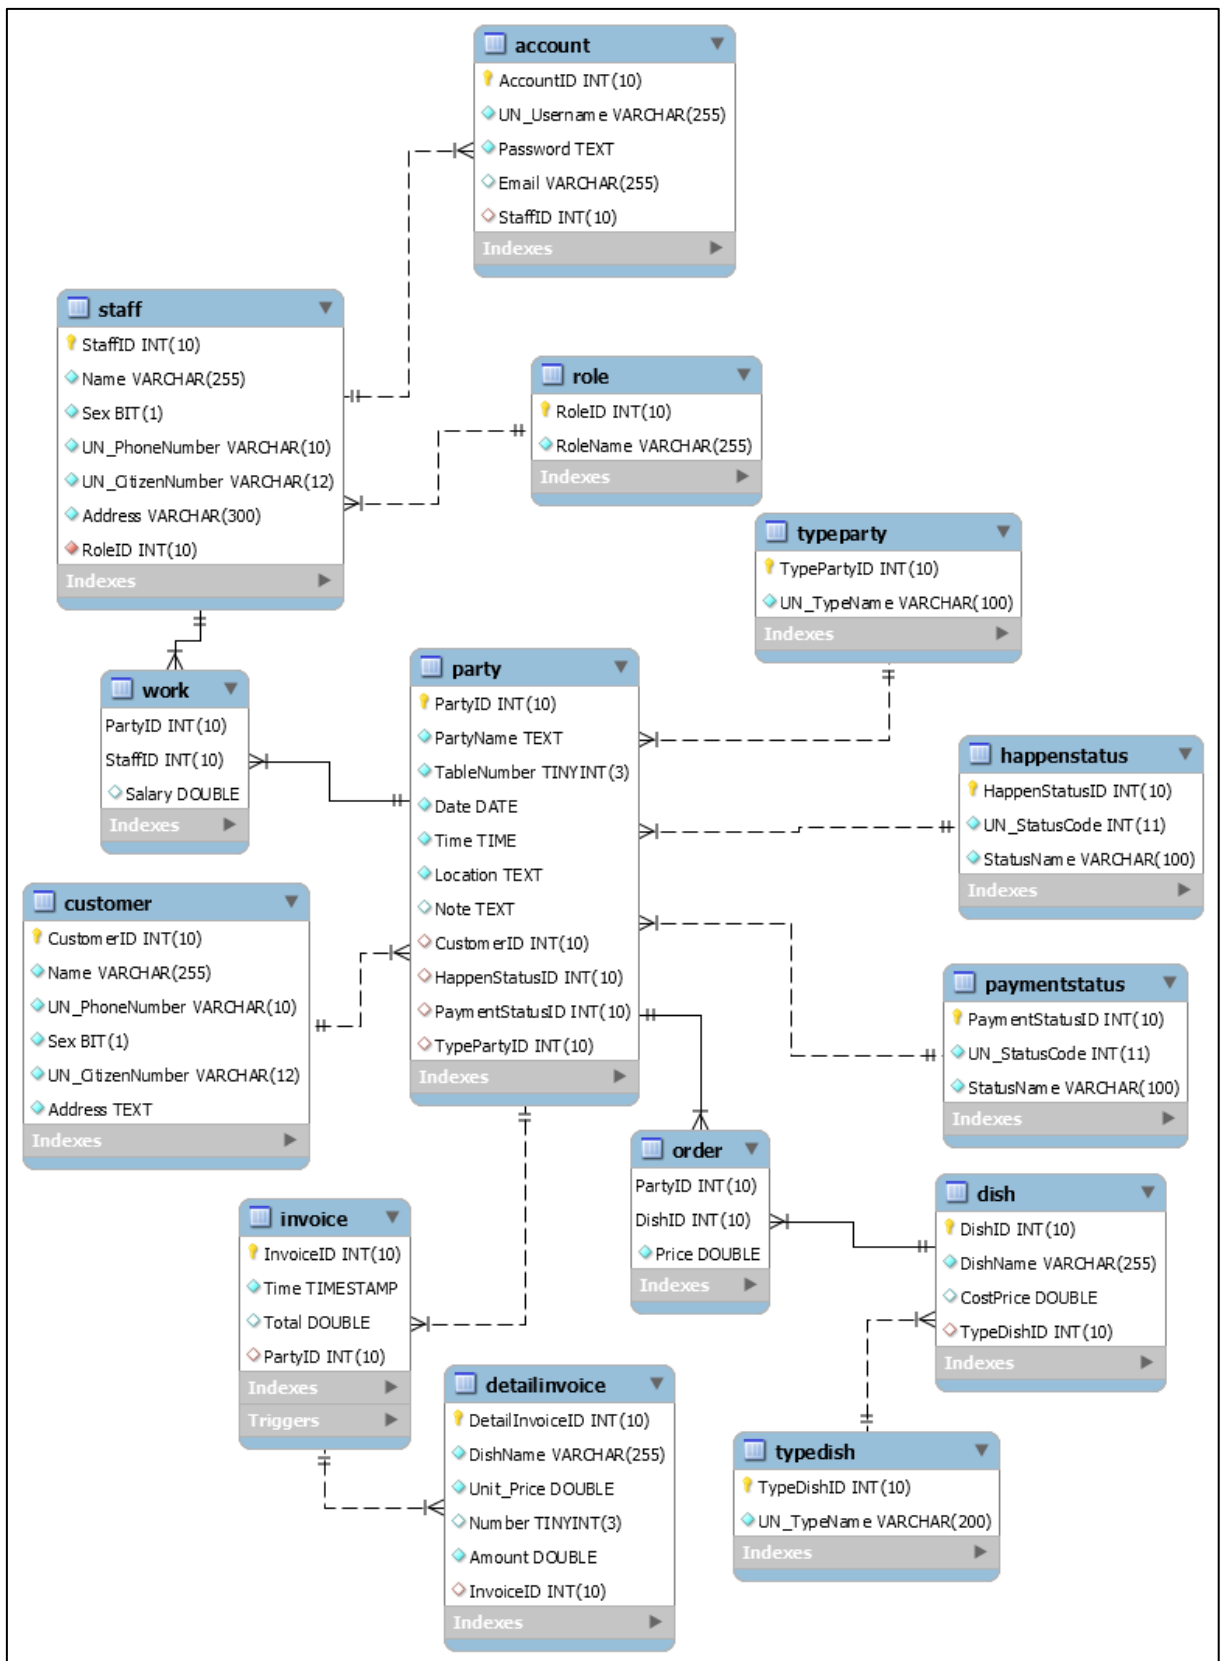 account
AccountID INT(10)
UN_Username VARCHAR(255)
Password TEXT
Email VARCHAR(255)
StaffID INT(10)
Indexes
staff
StaffID INT(10)
Name VARCHAR(255)
Sex BIT(1)
UN_PhoneNumber VARCHAR(10)
UN_CitizenNumber VARCHAR(12)
Address VARCHAR(300)
RoleID INT(10)
Indexes
role
RoleID INT(10)
RoleName VARCHAR(255)
Indexes
typeparty
TypePartyID INT(10)
UN_TypeName VARCHAR(100)
Indexes
work
PartyID INT(10)
StaffID INT(10)
Salary DOUBLE
Indexes
party
PartyID INT(10)
PartyName TEXT
TableNumber TINYINT(3)
Date DATE
Time TIME
Location TEXT
Note TEXT
CustomerID INT(10)
HappenStatusID INT(10)
PaymentStatusID INT(10)
TypePartyID INT(10)
Indexes
happenstatus
HappenStatusID INT(10)
UN_StatusCode INT(11)
StatusName VARCHAR(100)
Indexes
customer
CustomerID INT(10)
Name VARCHAR(255)
UN_PhoneNumber VARCHAR(10)
Sex BIT(1)
UN_CitizenNumber VARCHAR(12)
Address TEXT
Indexes
paymentstatus
PaymentStatusID INT(10)
UN_StatusCode INT(11)
StatusName VARCHAR(100)
Indexes
order
PartyID INT(10)
DishID INT(10)
Price DOUBLE
Indexes
dish
DishID INT(10)
DishName VARCHAR(255)
CostPrice DOUBLE
TypeDishID INT(10)
Indexes
invoice
InvoiceID INT(10)
Time TIMESTAMP
Total DOUBLE
PartyID INT(10)
Indexes
Triggers
detailinvoice
DetailInvoiceID INT(10)
DishName VARCHAR(255)
Unit_Price DOUBLE
Number TINYINT(3)
Amount DOUBLE
InvoiceID INT(10)
Indexes
typedish
TypeDishID INT(10)
UN_TypeName VARCHAR(200)
Indexes